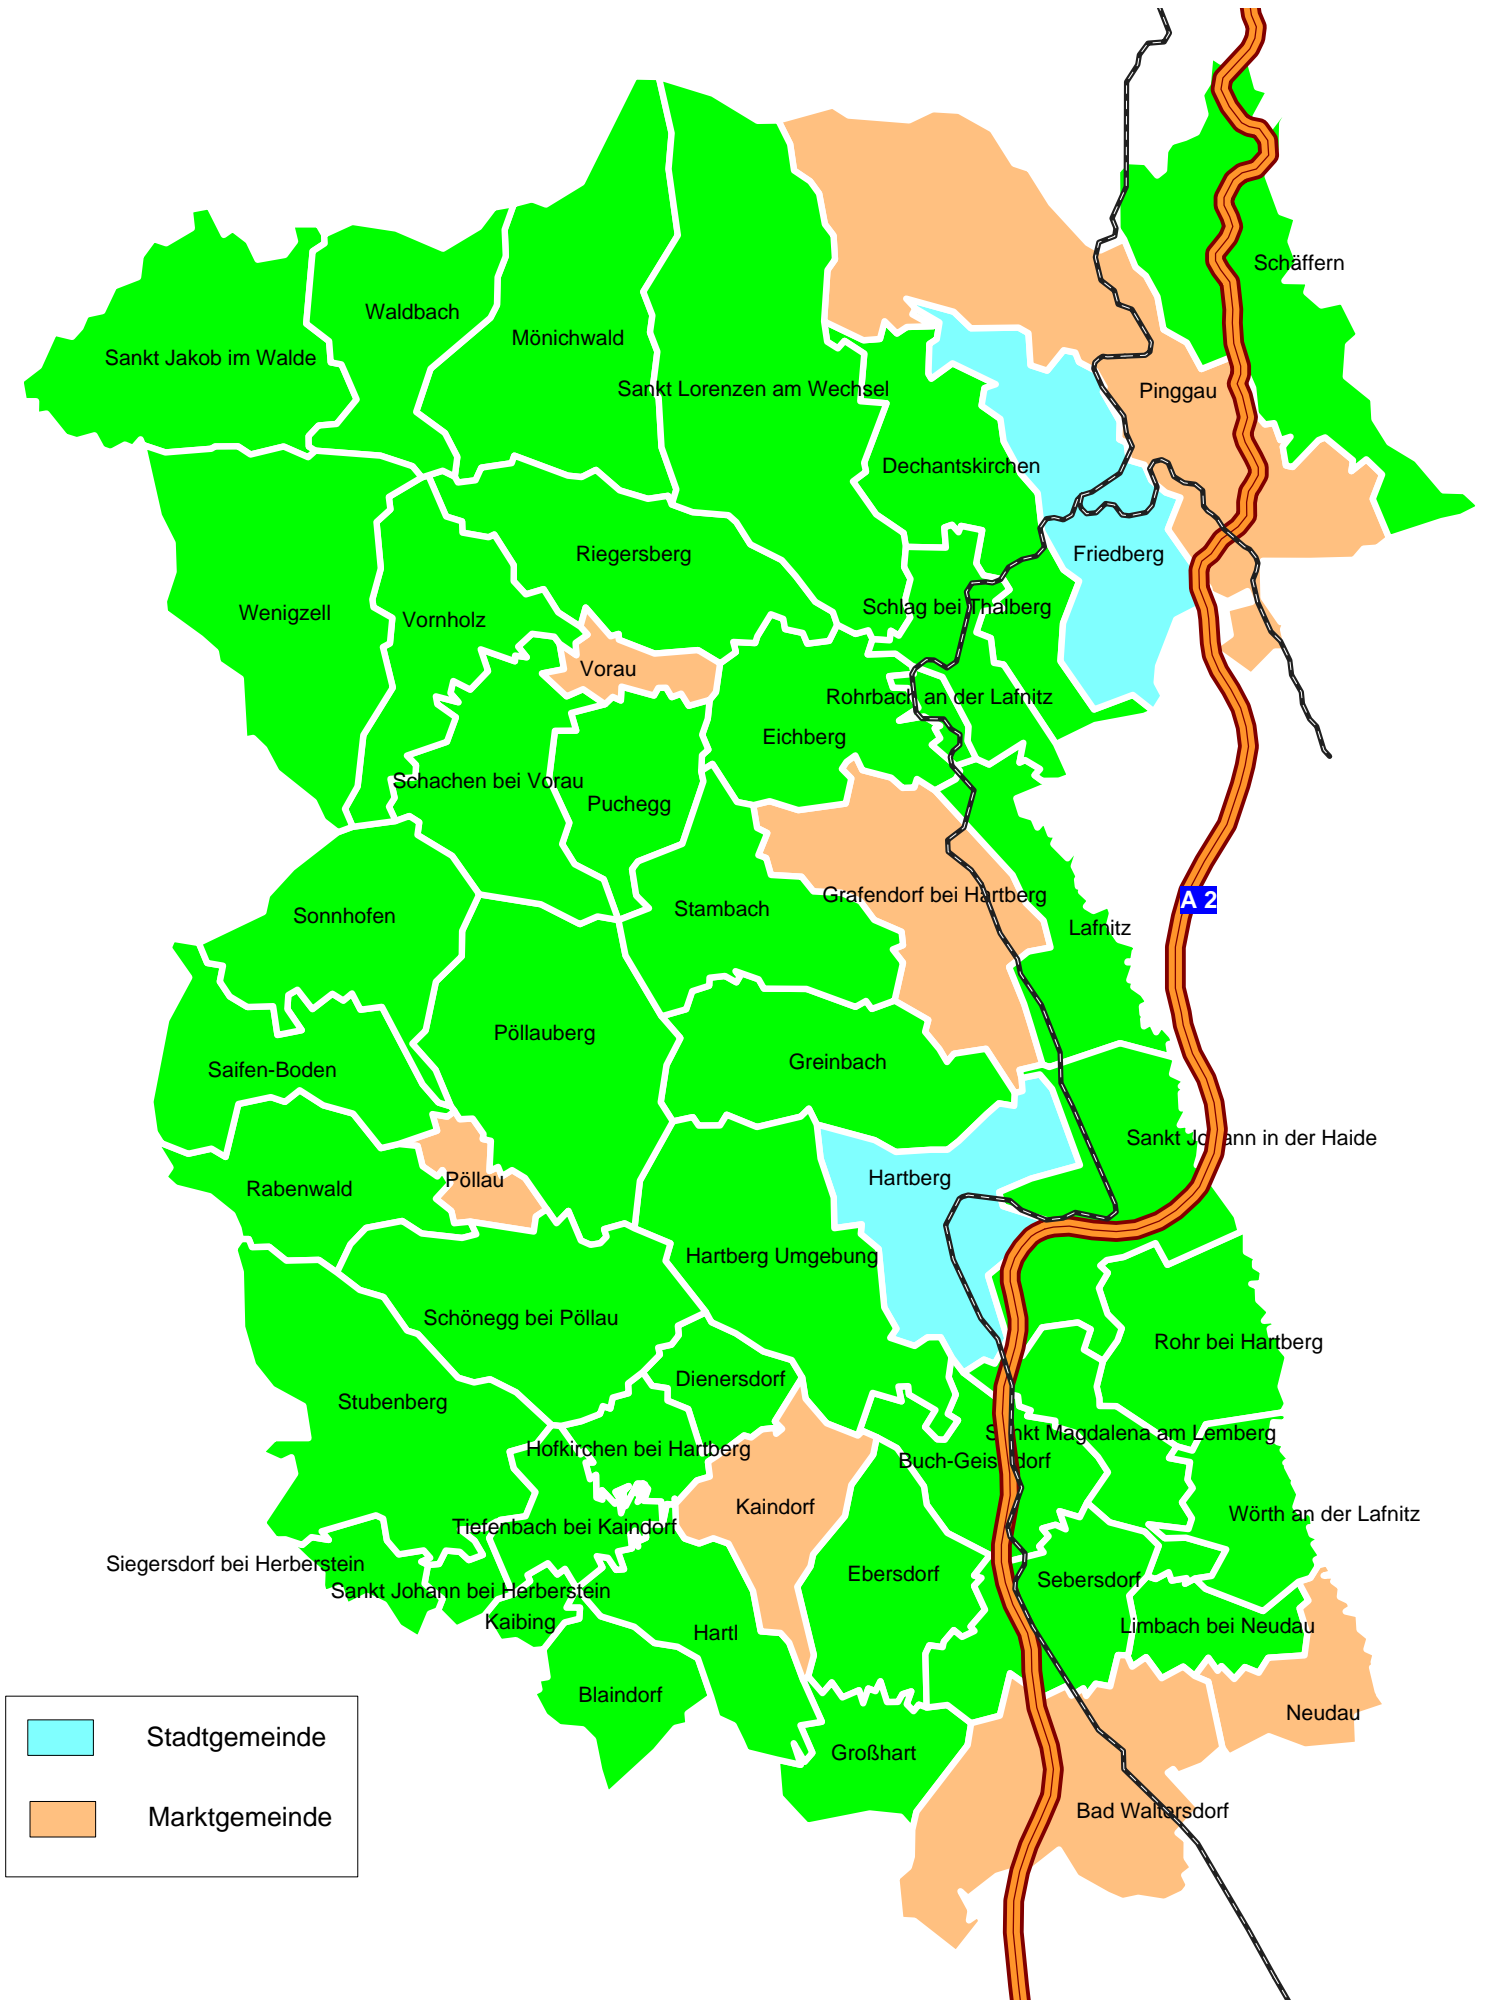 Schäffern
Waldbach
Mönichwald
Sankt Jakob im Walde
Sankt Lorenzen am Wechsel
Pinggau
Dechantskirchen
Riegersberg
Friedberg
Wenigzell
Vornholz
Schlag bei Thalberg
Vorau
Rohrbach an der Lafnitz
Eichberg
Schachen bei Vorau
Puchegg
Grafendorf bei Hartberg
A 2
Sonnhofen
Stambach
Lafnitz
Pöllauberg
Greinbach
Saifen-Boden
Sankt Johann in der Haide
Pöllau
Hartberg
Rabenwald
Hartberg Umgebung
Schönegg bei Pöllau
Rohr bei Hartberg
Dienersdorf
Stubenberg
Sankt Magdalena am Lemberg
Hofkirchen bei Hartberg
Buch-Geiseldorf
Kaindorf
Wörth an der Lafnitz
Tiefenbach bei Kaindorf
Siegersdorf bei Herberstein
Ebersdorf
Sebersdorf
Sankt Johann bei Herberstein
Kaibing
Hartl
Limbach bei Neudau
Blaindorf
Neudau
Stadtgemeinde
Großhart
Bad Waltersdorf
Marktgemeinde